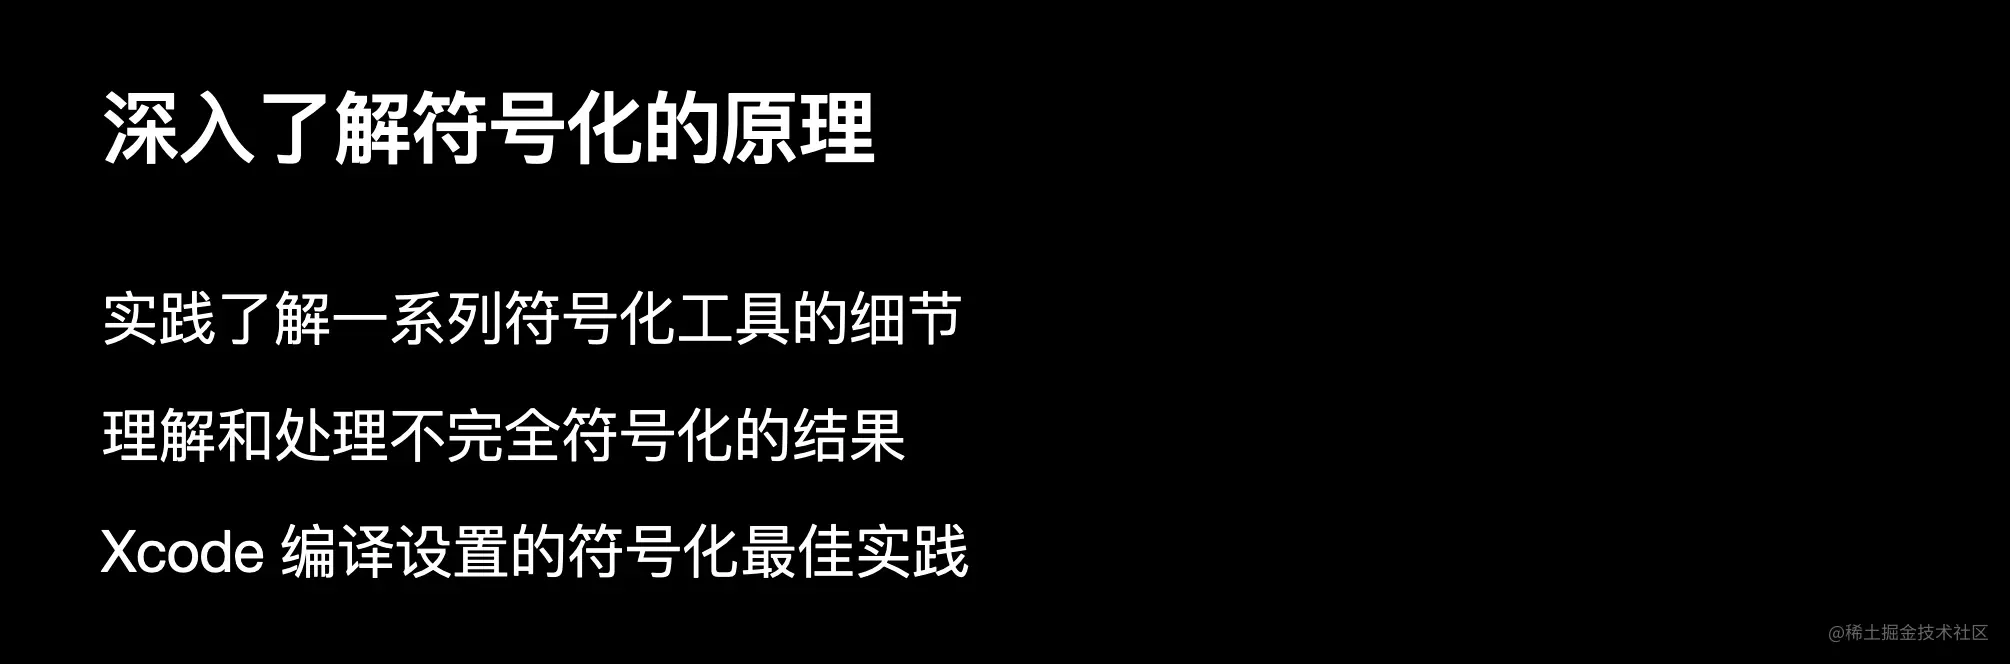 深入了解符号化的原理
实践了解一系列符号化工具的细节
理解和处理不完全符号化的结果
Xcode 编译设置的符号化最佳实践
@稀土掘金技术社区